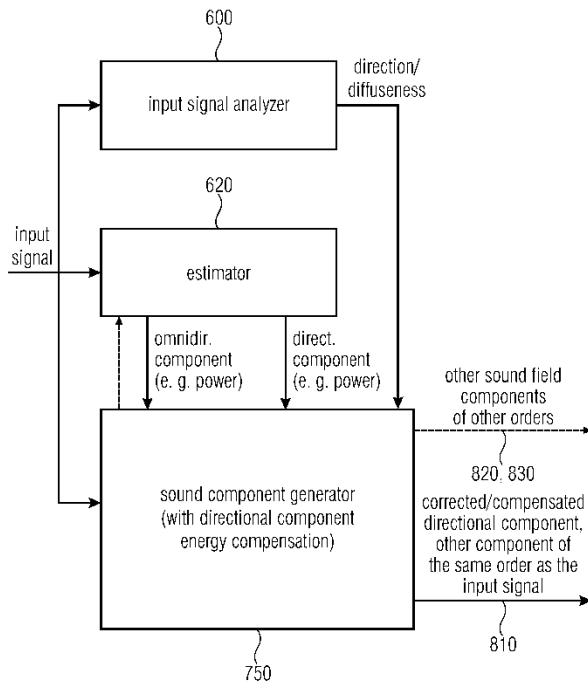 600
input signal analyzer
direction/
diffuseness
620
input
signal
estimator
omnidir.
component
(e. g. power)
direct.
component
(e. g. power)
other sound field
components
of other orders
820, 830
sound component generator
(with directional component
energy compensation)
corrected/compensated
directional component,
other component of
the same order as the
input signal
810
750